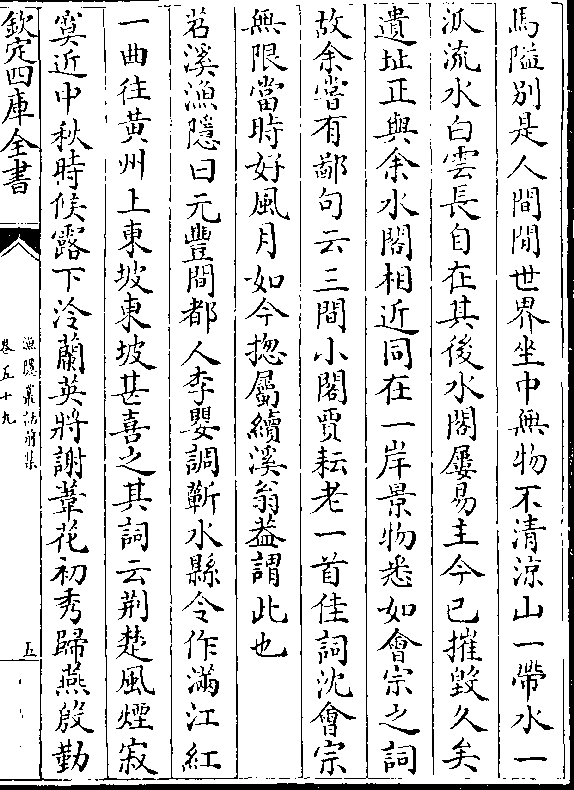 馬隘别是人間閒世界坐中無物不清涼山一帶水一
派流水白雲長自在其後水閣屢易主今已摧毁久矣
遺址正與余水閣相近同在一岸景物悉如會宗之詞
故余嘗有鄙句云三間小閣賈耘老一首佳詞沈會宗
無限當時好風月如今揔屬續溪翁葢謂此也
苕溪漁隱曰元豐間都人李嬰調蘄水縣令作滿江紅
一曲往黄州上東坡東坡甚喜之其詞云荆楚風煙寂
寞近中秋時候露下冷蘭英將謝葦花初秀歸燕殷勤
欽定四庫全書
漁隱叢話前集
卷五十九
五